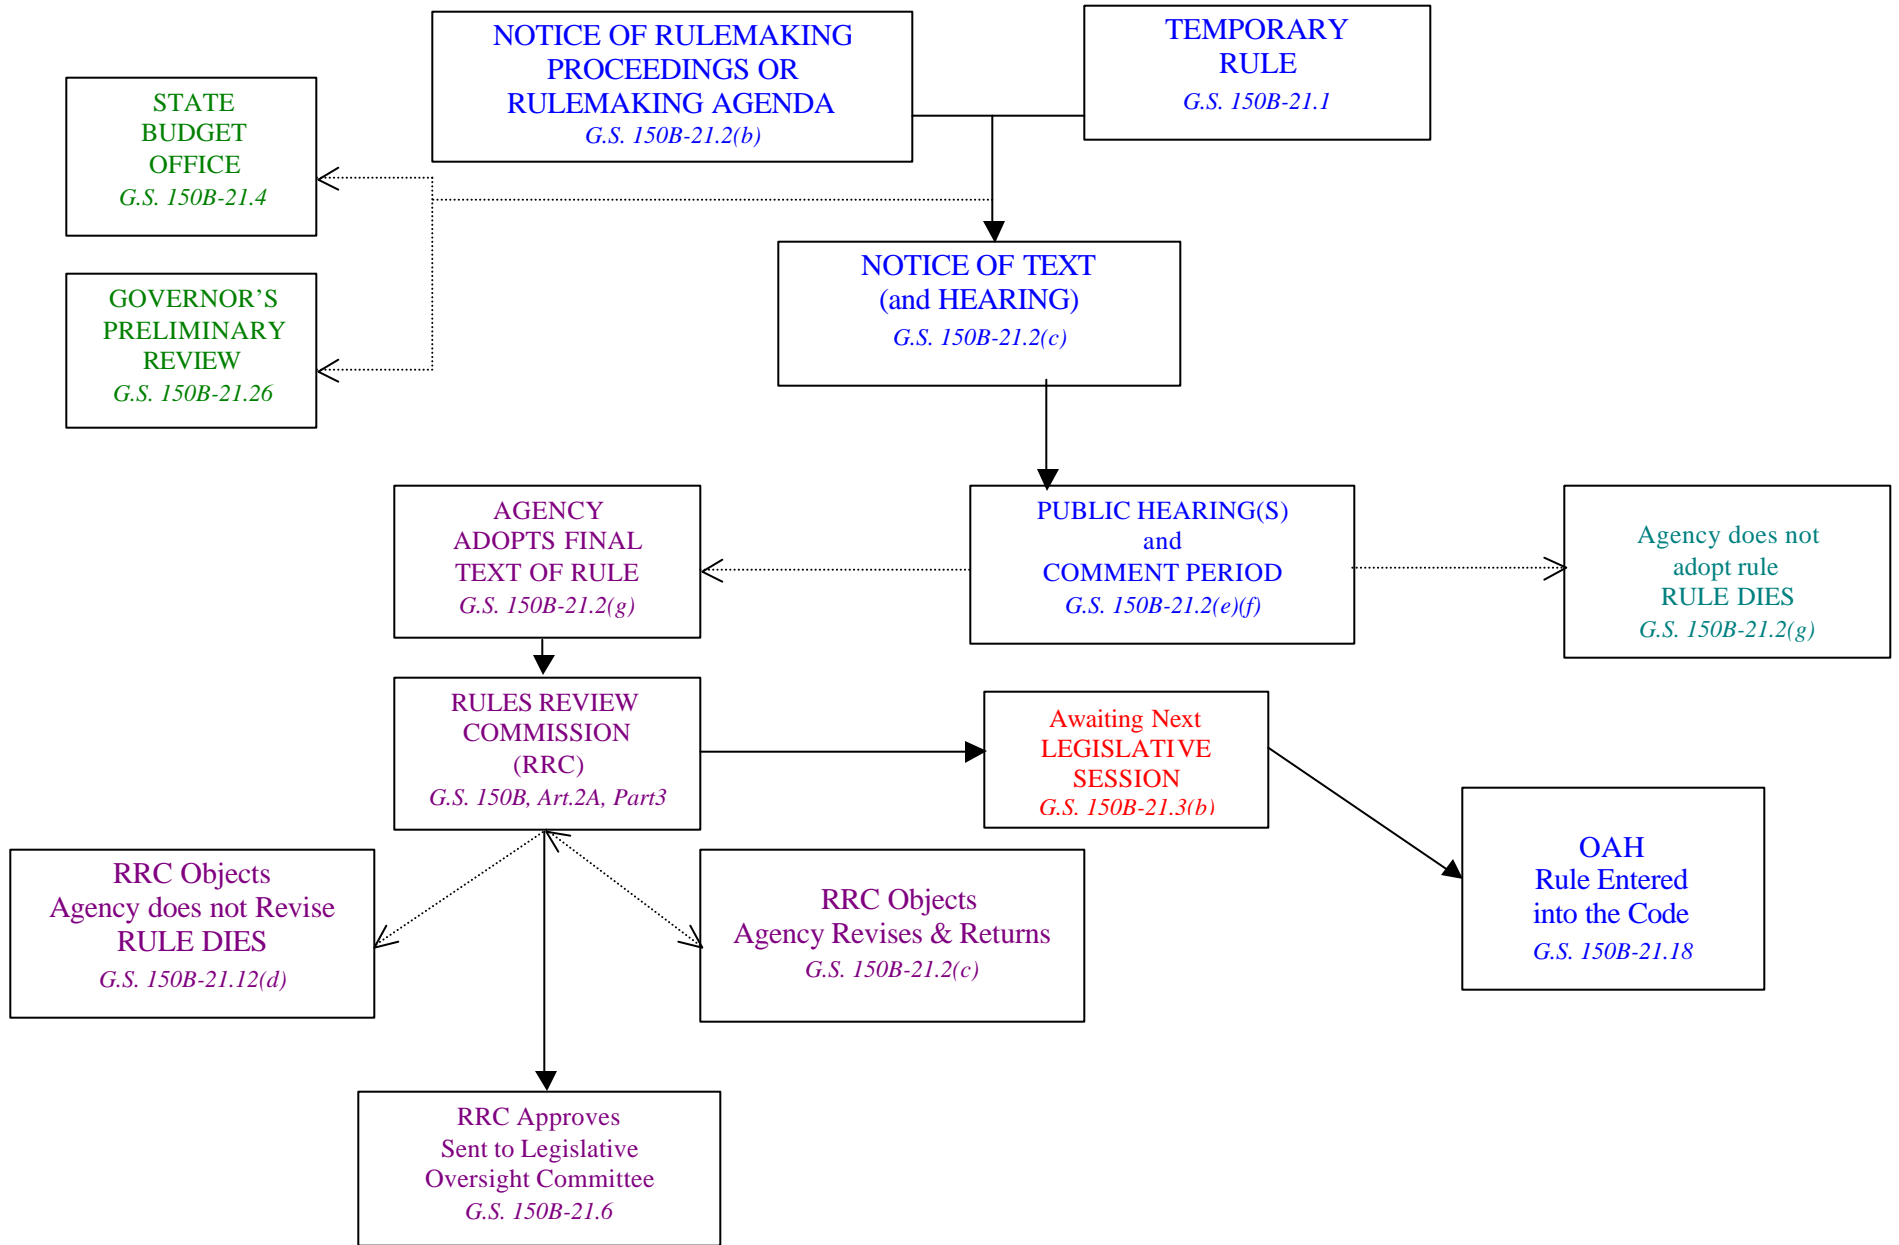 NOTICE OF RULEMAKING
PROCEEDINGS OR
RULEMAKING AGENDA
G.S. 150B-21.2(b)
TEMPORARY
RULE
G.S. 150B-21.1
STATE
BUDGET
OFFICE
G.S. 150B-21.4
GOVERNOR'S
PRELIMINARY
REVIEW
G.S. 150B-21.26
NOTICE OF TEXT
(and HEARING)
G.S. 150B-21.2(c)
AGENCY
ADOPTS FINAL
TEXT OF RULE
G.S. 150B-21.2(g)
PUBLIC HEARING(S)
and
COMMENT PERIOD
G.S. 150B-21.2(e)(f)
Agency does not
adopt rule
RULE DIES
G.S. 150B-21.2(g)
RULES REVIEW
COMMISSION
(RRC)
G.S. 150B, Art.2A, Part3
Awaiting Next
LEGISLATIVE
SESSION
G.S. 150B-21.3(b)
OAH
Rule Entered
into the Code
G.S. 150B-21.18
RRC Objects
Agency does not Revise
RULE DIES
G.S. 150B-21.12(d)
RRC Objects
Agency Revises & Returns
G.S. 150B-21.2(c)
RRC Approves
Sent to Legislative
Oversight Committee
G.S. 150B-21.6